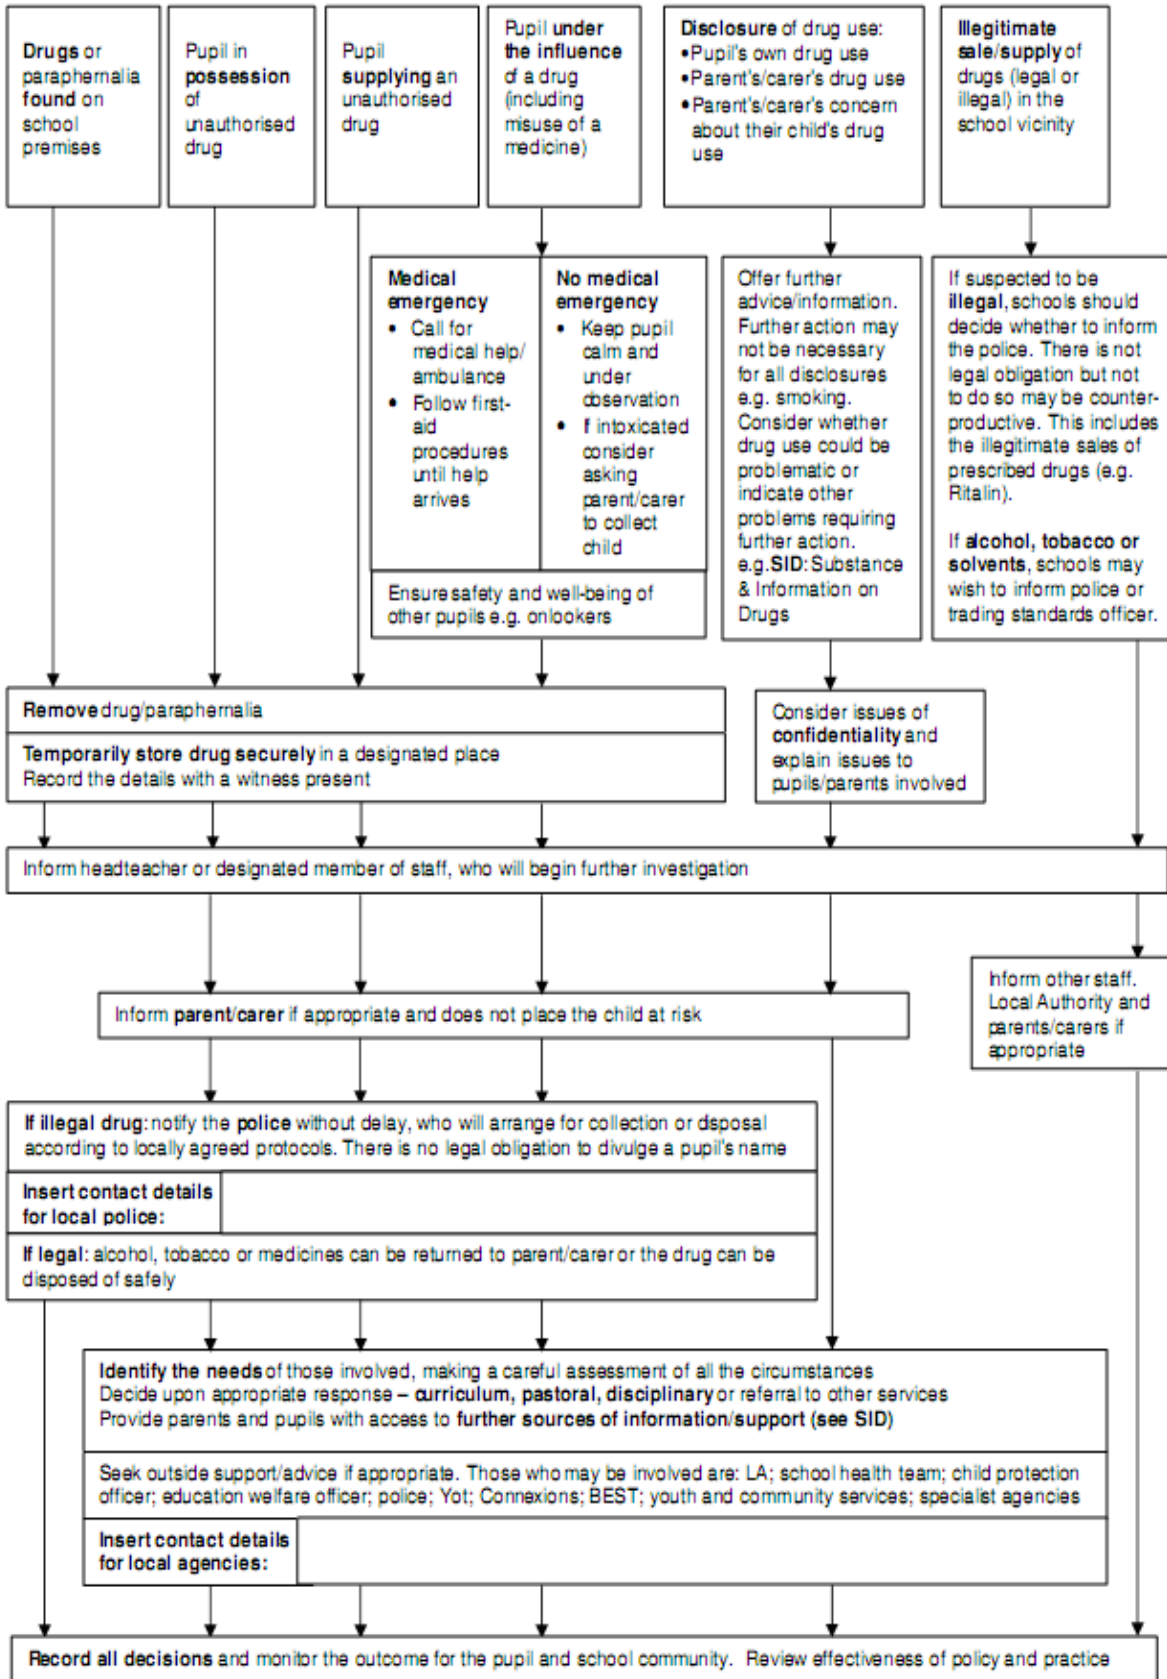 Drugs or
paraphernalia
found on
school
premises
Pupil in
possession
of
unauthorised
drug
Pupil
supplying an
unauthorised
drug
Pupil under
the influence
of a drug
(including
misuse of a
medicine)
Disclosure of drug use:
•Pupil's own drug use
•Parent's/carer's drug use
•Parent's/carer's concern
about their child's drug
use
Illegitimate
sale/supply of
drugs (legal or
illegal) in the
school vicinity
Medical
emergency
• Call for
medical help/
ambulance
• Follow first-
aid
procedures
until help
arrives
No medical
emergency
• Keep pupil
calm and
under
observation
• If intoxicated
consider
asking
parent/carer
to collect
child
Ensure safety and well-being of
other pupils e.g. onlookers
Offer further
advice/information.
Further action may
not be necessary
for all disclosures
e.g. smoking.
Consider whether
drug use could be
problematic or
indicate other
problems requiring
further action.
e.g.SID: Substance
& Information on
Drugs
If suspected to be
illegal, schools should
decide whether to inform
the police. There is not
legal obligation but not
to do so may be counter-
productive. This includes
the illegitimate sales of
prescribed drugs (e.g.
Ritalin).
If alcohol, tobacco or
solvents, schools may
wish to inform police or
trading standards officer.
Remove drug/paraphernalia
Temporarily store drug securely in a designated place
Record the details with a witness present
Consider issues of
confidentiality and
explain issues to
pupils/parents involved
Inform headteacher or designated member of staff, who will begin further investigation
Inform parent/carer if appropriate and does not place the child at risk
Inform other staff.
Local Authority and
parents/carers if
appropriate
If illegal drug: notify the police without delay, who will arrange for collection or disposal
according to locally agreed protocols. There is no legal obligation to divulge a pupil's name
Insert contact details
for local police:
If legal: alcohol, tobacco or medicines can be returned to parent/carer or the drug can be
disposed of safely
Identify the needs of those involved, making a careful assessment of all the circumstances
Decide upon appropriate response – curriculum, pastoral, disciplinary or referral to other services
Provide parents and pupils with access to further sources of information/support (see SID)
Seek outside support/advice if appropriate. Those who may be involved are: LA; school health team; child protection
officer; education welfare officer; police; Yot; Connexions; BEST; youth and community services; specialist agencies
Insert contact details
for local agencies:
Record all decisions and monitor the outcome for the pupil and school community. Review effectiveness of policy and practice